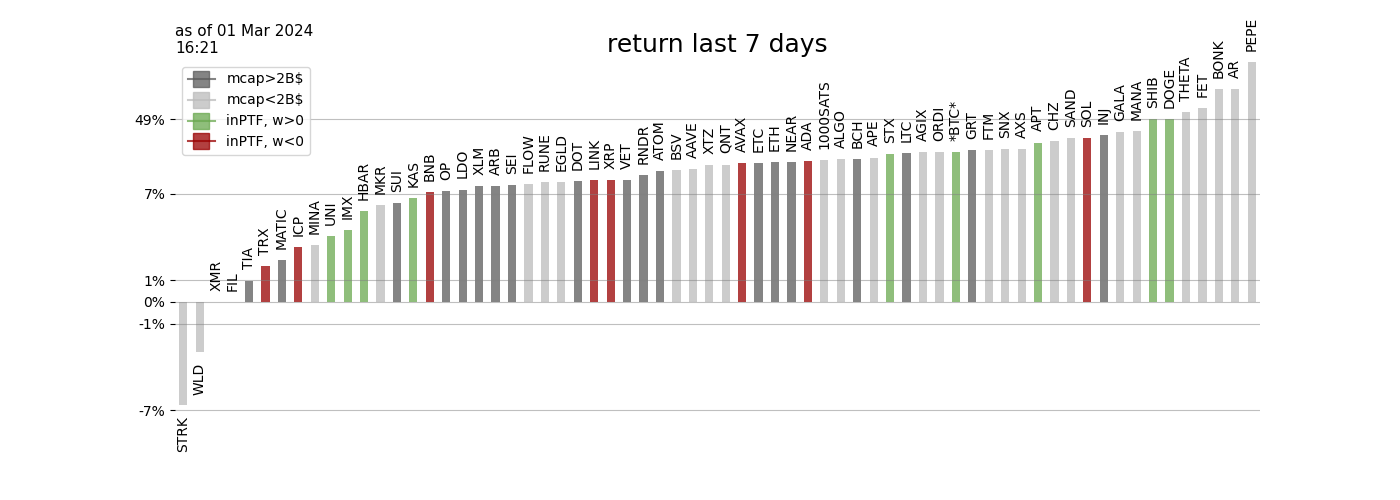 as of 01 Mar 2024
16:21
return last 7 days
mcap>2B$
mcap<2B$
inPTF, w>0
inPTF, w<0
49%
7%
1%
0%
-1%
-7%
STRK
WLD
XMR
FIL
TIA
TRX
MATIC
ICP
MINA
UNI
IMX
HBAR
MKR
SUI
KAS
BNB
OP
LDO
XLM
ARB
SEI
FLOW
RUNE
EGLD
DOT
LINK
XRP
VET
RNDR
ATOM
BSV
AAVE
XTZ
QNT
AVAX
ETC
ETH
NEAR
ADA
1000SATS
ALGO
BCH
APE
STX
LTC
AGIX
ORDI
*BTC*
GRT
FTM
SNX
AXS
APT
CHZ
SAND
SOL
INJ
GALA
MANA
SHIB
DOGE
THETA
FET
BONK
AR
PEPE